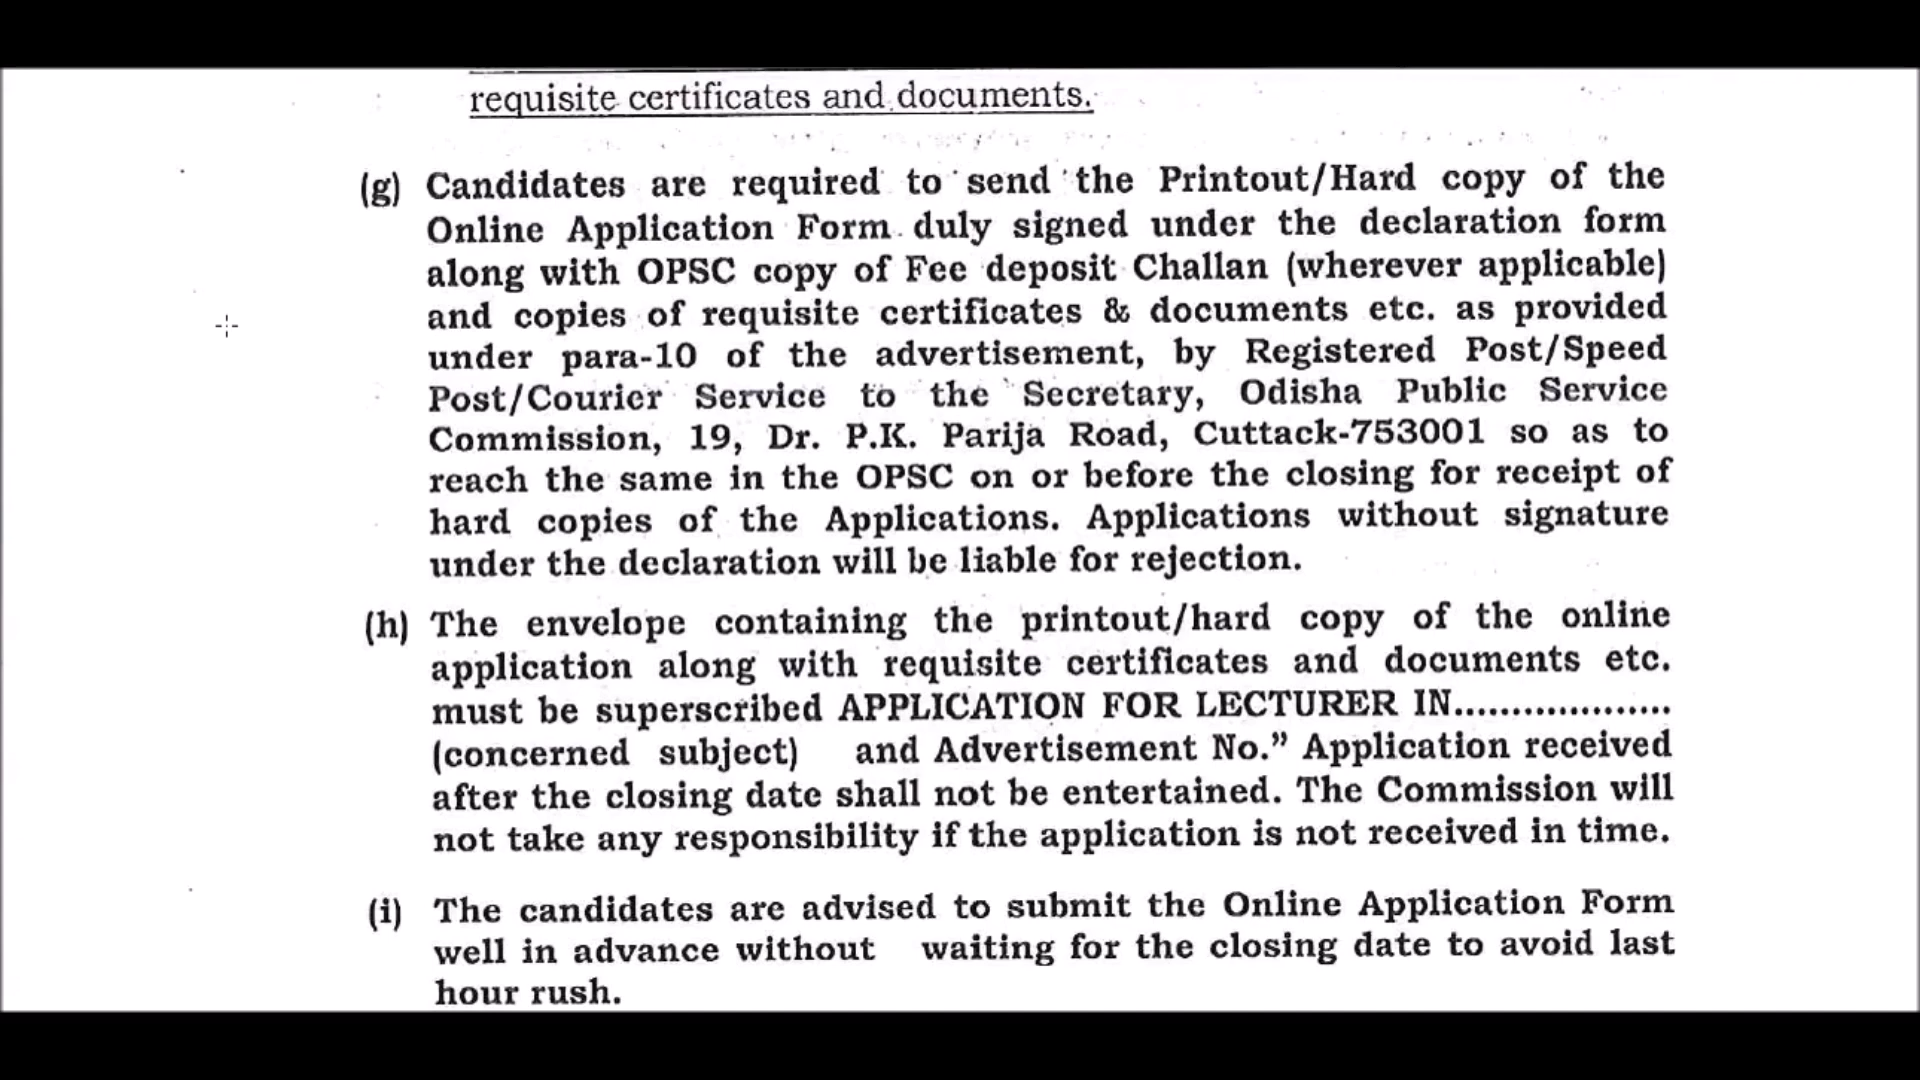 requisite certificates and documents.
(g) Candidates are required to send the Printout/Hard copy of the
Online Application Form duly signed under the declaration form
along with OPSC copy of Fee deposit Challan (wherever applicable)
and copies of requisite certificates & documents etc. as provided
under para-10 of the advertisement, by Registered Post/Speed
Post/Courier Service to the Secretary, Odisha Public Service
Commission, 19, Dr. P.K. Parija Road, Cuttack-753001 so as to
reach the same in the OPSC on or before the closing for receipt of
hard copies of the Applications. Applications without signature
under the declaration will be liable for rejection.
(h) The envelope containing the printout/hard copy of the online
application along with requisite certificates and documents etc.
must be superscribed APPLICATION FOR LECTURER IN...................
(concerned subject) and Advertisement No.” Application received
after the closing date shall not be entertained. The Commission will
not take any responsibility if the application is not received in time.
(i) The candidates are advised to submit the Online Application Form
well in advance without waiting for the closing date to avoid last
hour rush.